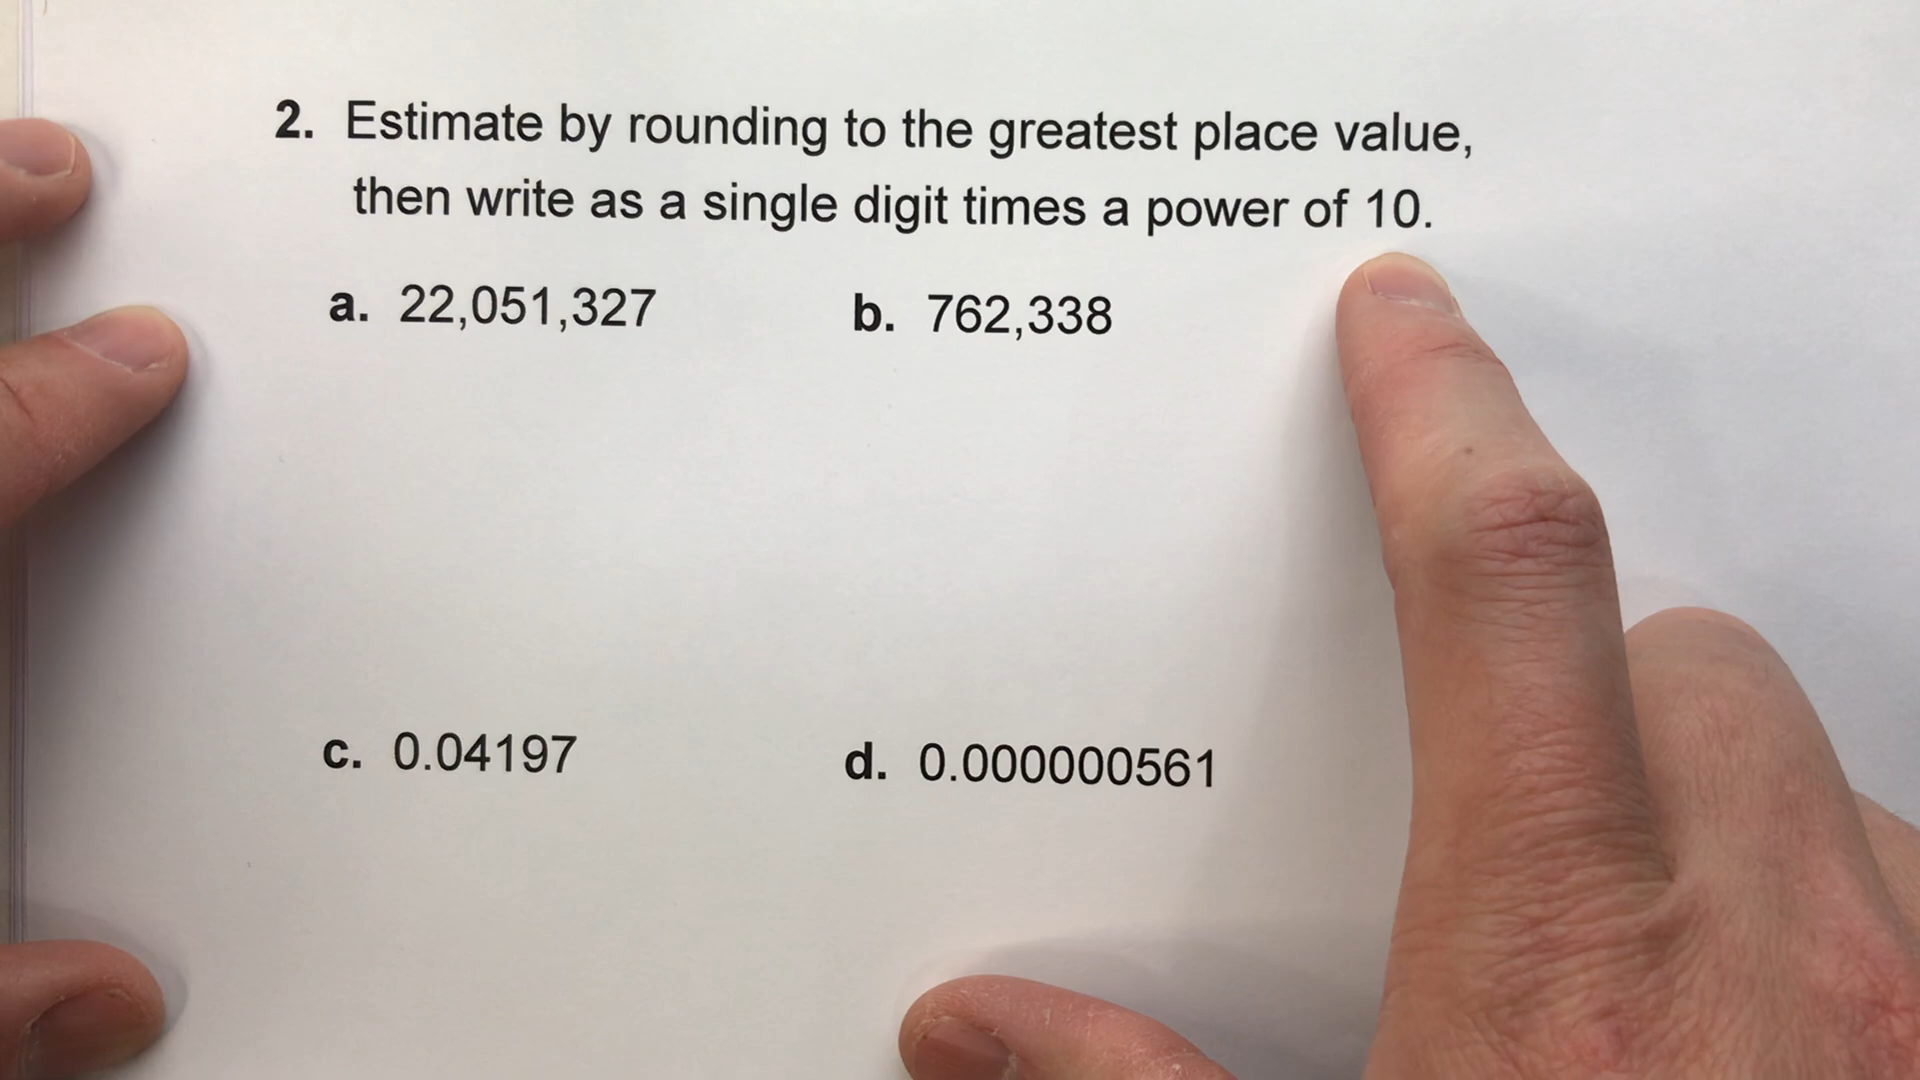 2. Estimate by rounding to the greatest place value,
then write as a single digit times a power of 10.
a. 22,051,327 b. 762,338
c. 0.04197 d. 0.000000561